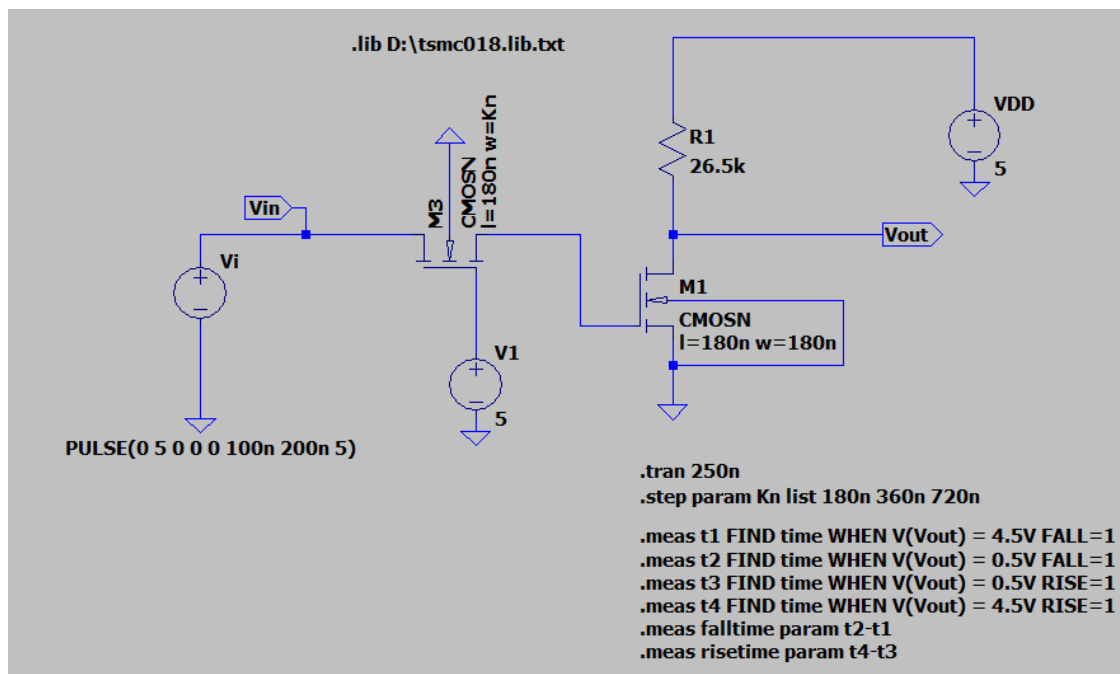 .lib D:\tsmc018.lib.txt
VDD
5
R1
26.5k
M3
CMOSN
l=180n w=Kn
Vin
Vi
Vout
M1
CMOSN
l=180n w=180n
V1
5
PULSE(0 5 0 0 0 100n 200n 5)
.tran 250n
.step param Kn list 180n 360n 720n
.meas t1 FIND time WHEN V(Vout) = 4.5V FALL=1
.meas t2 FIND time WHEN V(Vout) = 0.5V FALL=1
.meas t3 FIND time WHEN V(Vout) = 0.5V RISE=1
.meas t4 FIND time WHEN V(Vout) = 4.5V RISE=1
.meas falltime param t2-t1
.meas risetime param t4-t3